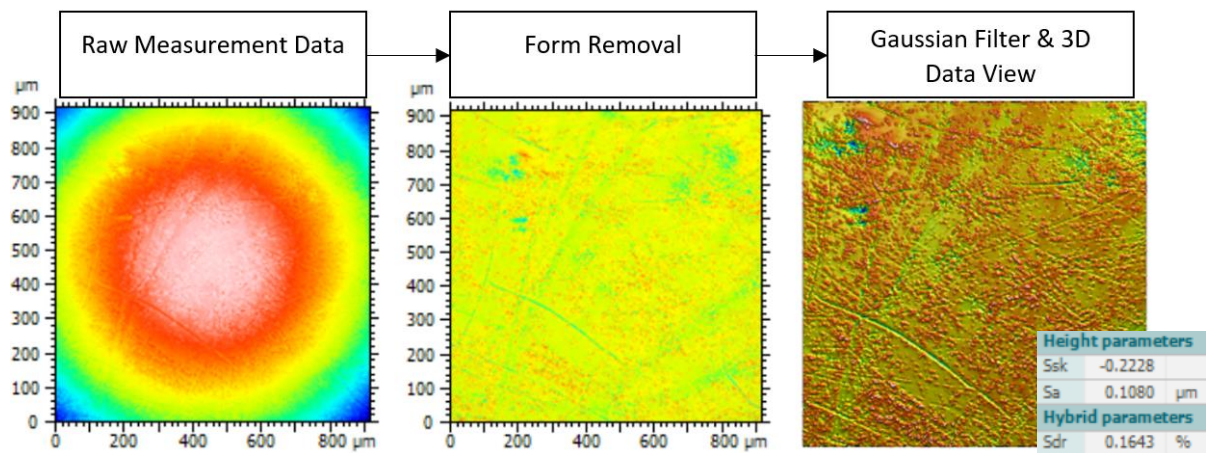 Raw Measurement Data
Form Removal
Gaussian Filter & 3D
Data View
µm
900
800
700
600
500
400
300
200
100
0
0 200 400 600 µm
µm
900
800
700
600
500
400
300
200
100
0
0 200 400 600 µm
Height parameters
Ssk -0.2228
Sa 0.1080 µm
Hybrid parameters
Sdr 0.1643 %